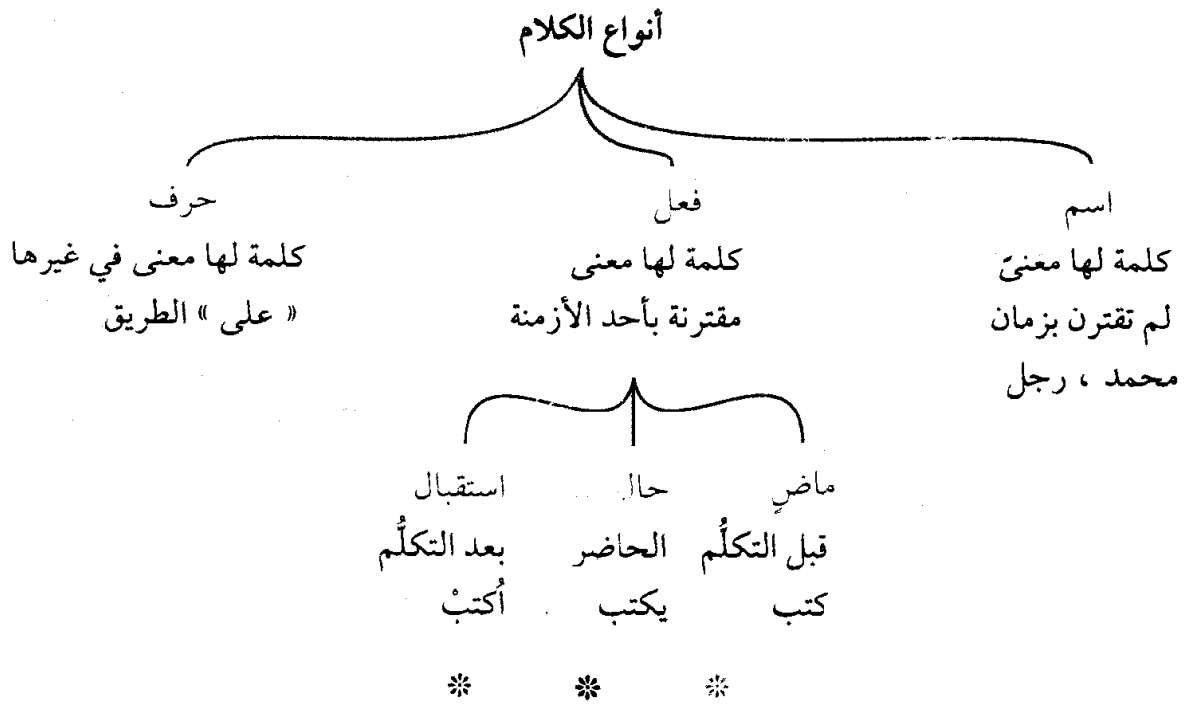 أنواع الكلام
اسم
كلمة لها معنىً
لم تقترن بزمان
محمد ، رجل
فعل
كلمة لها معنى
مقترنة بأحد الأزمنة
حرف
كلمة لها معنى في غيرها
« على » الطريق
ماضٍ
قبل التكلُّم
كتب
حال
الحاضر
يكتب
استقبال
بعد التكلُّم
اُكتبْ